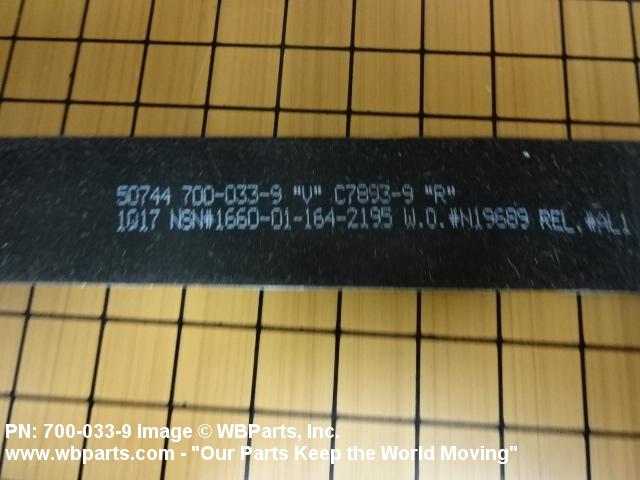 50744 700-033-9 "V" C7893-9 "R"
1017 NSN#1660-01-164-2195 W.O.#N19689 REL.#AL1
PN: 700-033-9 Image © WBParts, Inc.
www.wbparts.com - "Our Parts Keep the World Moving"